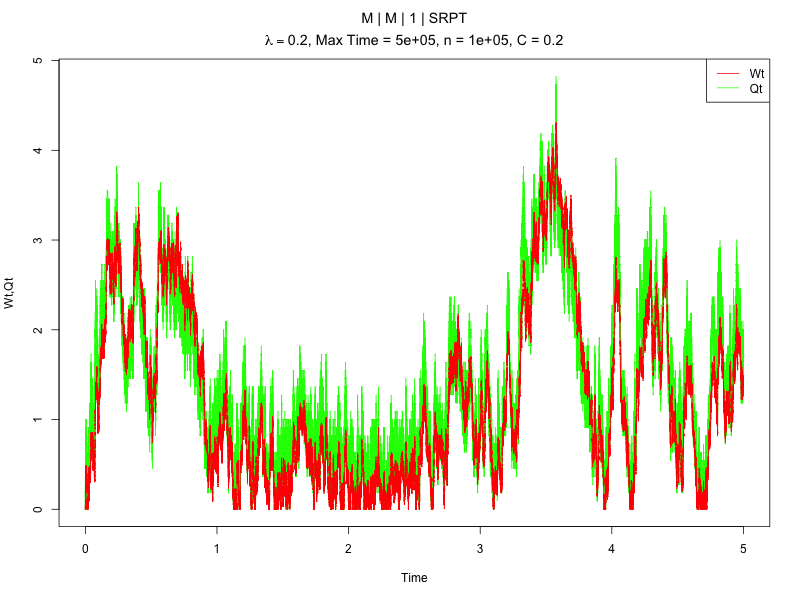 M | M | 1 | SRPT
λ = 0.2, Max Time = 5e+05, n = 1e+05, C = 0.2
Wt
Qt
5
4
3
2
1
0
Wt,Qt
0 1 2 3 4 5
Time